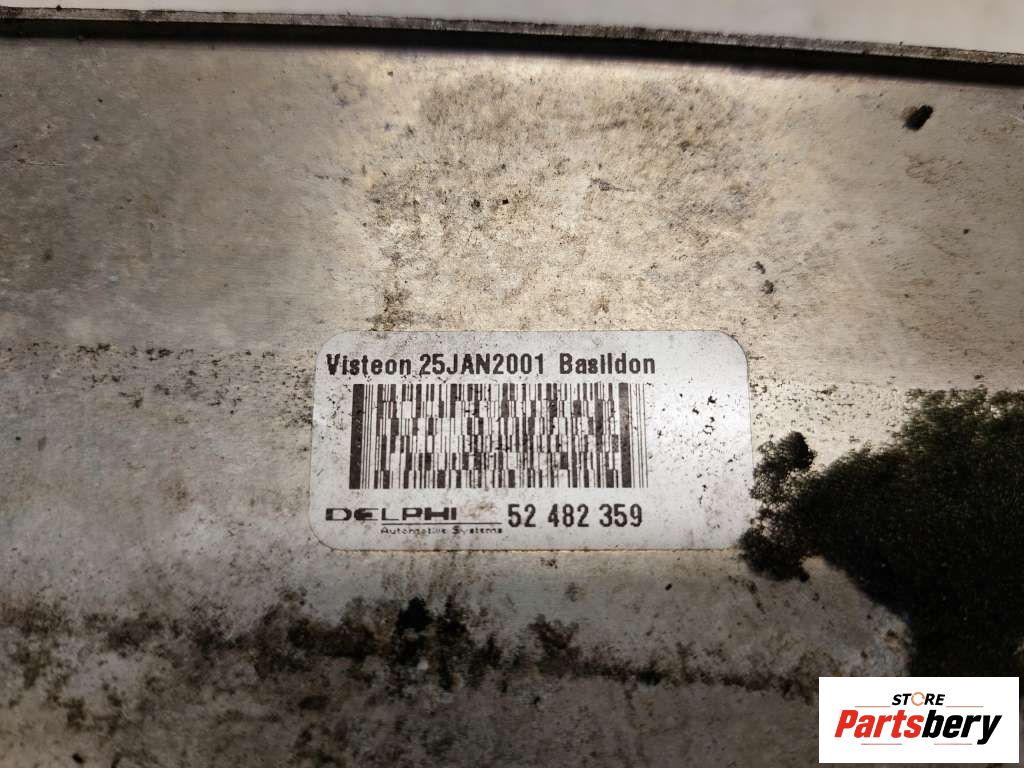 Visteon 25JAN2001 Basildon
DELPHI 52 482 359
Automotive Systems
STORE
Partsbery